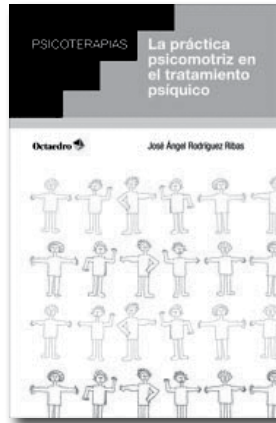 PSICOTERAPIAS
La práctica
psicomotriz en
el tratamiento
psíquico
Octaedro
José Ángel Rodríguez Ribas